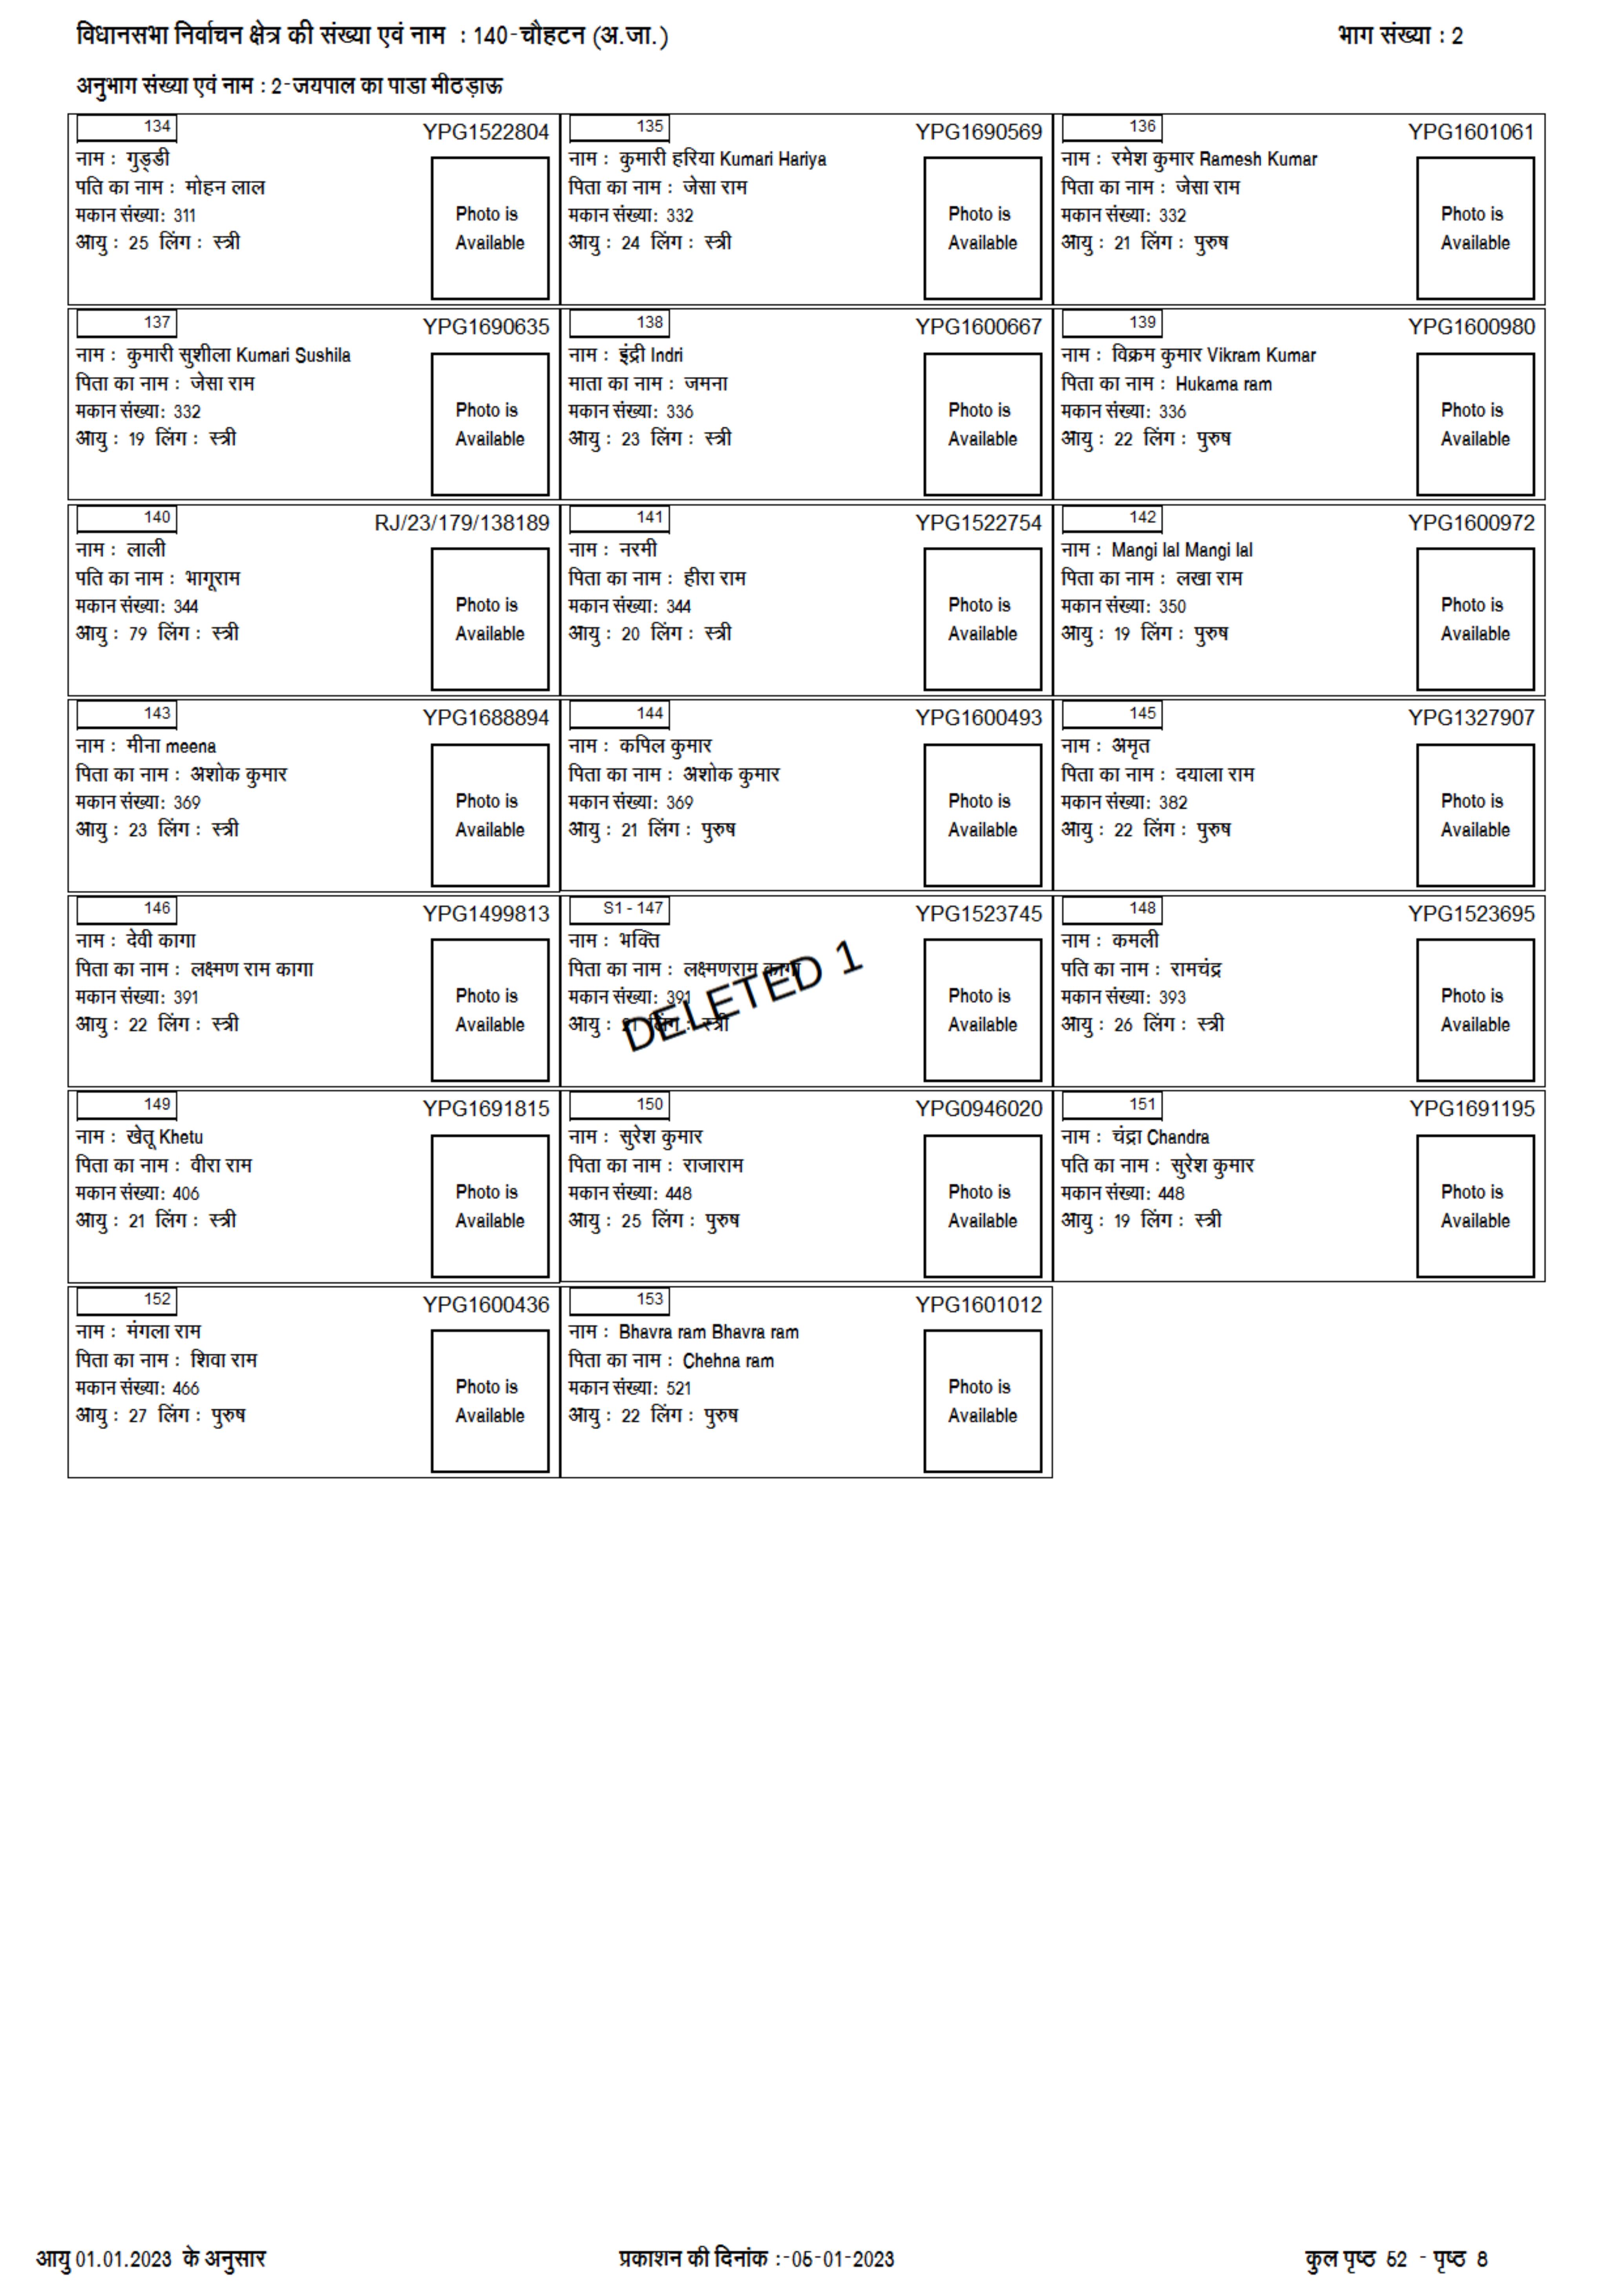 विधानसभा निर्वाचन क्षेत्र की संख्या एवं नाम : 140-चौहटन (अ.जा.)
भाग संख्या : 2
अनुभाग संख्या एवं नाम : 2-जयपाल का पाडा मीठड़ाऊ
134
YPG1522804
नाम : गुड्डी
पति का नाम : मोहन लाल
मकान संख्या: 311
आयु : 25 लिंग : स्त्री
Photo is
Available
135
YPG1690569
नाम : कुमारी हरिया Kumari Hariya
पिता का नाम : जेसा राम
मकान संख्या: 332
आयु : 24 लिंग : स्त्री
Photo is
Available
136
YPG1601061
नाम : रमेश कुमार Ramesh Kumar
पिता का नाम : जेसा राम
मकान संख्या: 332
आयु : 21 लिंग : पुरुष
Photo is
Available
137
YPG1690635
नाम : कुमारी सुशीला Kumari Sushila
पिता का नाम : जेसा राम
मकान संख्या: 332
आयु : 19 लिंग : स्त्री
Photo is
Available
138
YPG1600667
नाम : इंद्री Indri
माता का नाम : जमना
मकान संख्या: 336
आयु : 23 लिंग : स्त्री
Photo is
Available
139
YPG1600980
नाम : विक्रम कुमार Vikram Kumar
पिता का नाम : Hukama ram
मकान संख्या: 336
आयु : 22 लिंग : पुरुष
Photo is
Available
140
RJ/23/179/138189
नाम : लाली
पति का नाम : भागूराम
मकान संख्या: 344
आयु : 79 लिंग : स्त्री
Photo is
Available
141
YPG1522754
नाम : नरमी
पिता का नाम : हीरा राम
मकान संख्या: 344
आयु : 20 लिंग : स्त्री
Photo is
Available
142
YPG1600972
नाम : Mangi lal Mangi lal
पिता का नाम : लखा राम
मकान संख्या: 350
आयु : 19 लिंग : पुरुष
Photo is
Available
143
YPG1688894
नाम : मीना meena
पिता का नाम : अशोक कुमार
मकान संख्या: 369
आयु : 23 लिंग : स्त्री
Photo is
Available
144
YPG1600493
नाम : कपिल कुमार
पिता का नाम : अशोक कुमार
मकान संख्या: 369
आयु : 21 लिंग : पुरुष
Photo is
Available
145
YPG1327907
नाम : अमृत
पिता का नाम : दयाला राम
मकान संख्या: 382
आयु : 22 लिंग : पुरुष
Photo is
Available
146
YPG1499813
नाम : देवी कागा
पिता का नाम : लक्ष्मण राम कागा
मकान संख्या: 391
आयु : 22 लिंग : स्त्री
Photo is
Available
S1 - 147
YPG1523745
नाम : भक्ति
पिता का नाम : लक्ष्मणराम कागा
मकान संख्या: 391
आयु : 21 लिंग : स्त्री
DELETED 1
Photo is
Available
148
YPG1523695
नाम : कमली
पति का नाम : रामचंद्र
मकान संख्या: 393
आयु : 26 लिंग : स्त्री
Photo is
Available
149
YPG1691815
नाम : खेतू Khetu
पिता का नाम : वीरा राम
मकान संख्या: 406
आयु : 21 लिंग : स्त्री
Photo is
Available
150
YPG0946020
नाम : सुरेश कुमार
पिता का नाम : राजाराम
मकान संख्या: 448
आयु : 25 लिंग : पुरुष
Photo is
Available
151
YPG1691195
नाम : चंद्रा Chandra
पति का नाम : सुरेश कुमार
मकान संख्या: 448
आयु : 19 लिंग : स्त्री
Photo is
Available
152
YPG1600436
नाम : मंगला राम
पिता का नाम : शिवा राम
मकान संख्या: 466
आयु : 27 लिंग : पुरुष
Photo is
Available
153
YPG1601012
नाम : Bhavra ram Bhavra ram
पिता का नाम : Chehna ram
मकान संख्या: 521
आयु : 22 लिंग : पुरुष
Photo is
Available
आयु 01.01.2023 के अनुसार
प्रकाशन की दिनांक :-05-01-2023
कुल पृष्ठ 52 - पृष्ठ 8